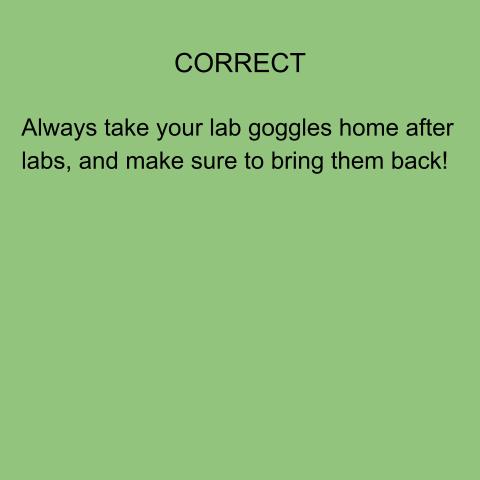 CORRECT
Always take your lab goggles home after
labs, and make sure to bring them back!